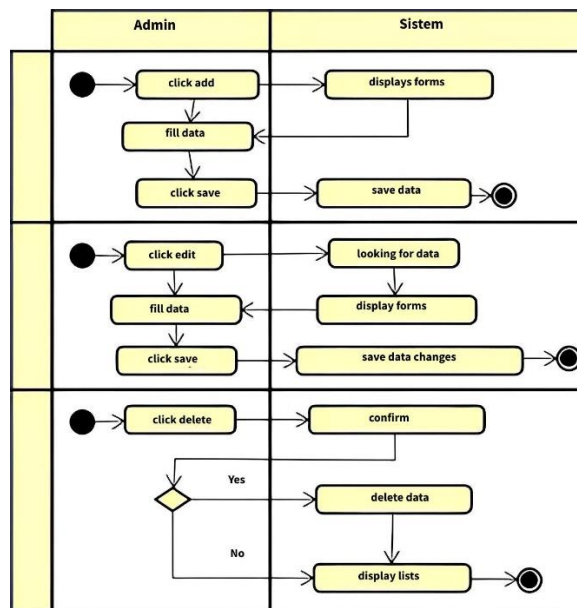 Admin
Sistem
click add
displays forms
fill data
click save
save data
click edit
looking for data
fill data
display forms
click save
save data changes
click delete
confirm
Yes
delete data
No
display lists